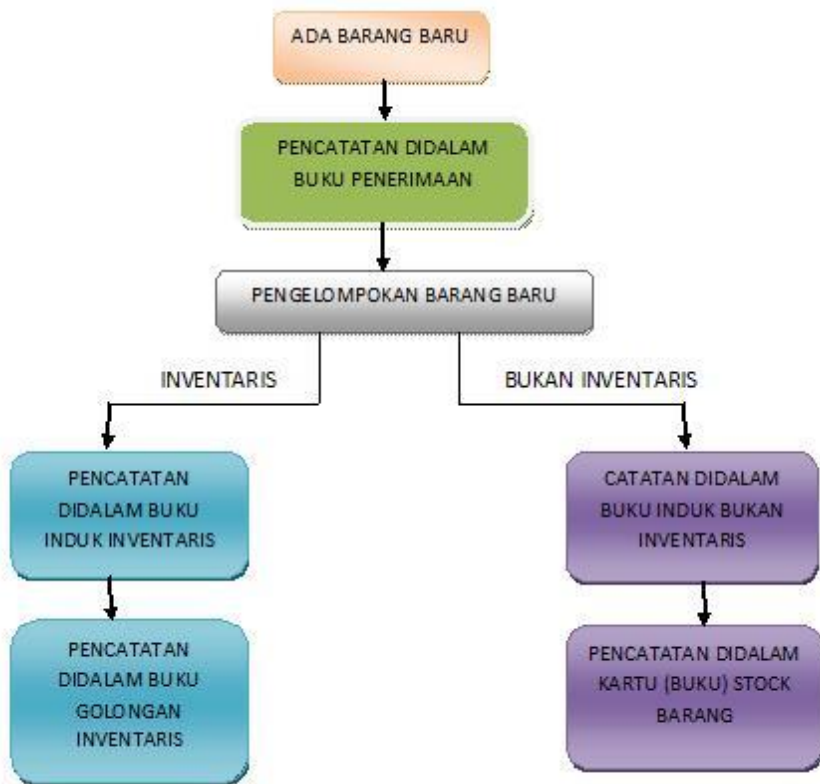 ADA BARANG BARU
PENCATATAN DIDALAM
BUKU PENERIMAAN
PENGELOMPOKAN BARANG BARU
INVENTARIS
BUKAN INVENTARIS
PENCATATAN
DIDALAM BUKU
INDUK INVENTARIS
CATATAN DIDALAM
BUKU INDUK BUKAN
INVENTARIS
PENCATATAN
DIDALAM BUKU
GOLONGAN
INVENTARIS
PENCATATAN DIDALAM
KARTU (BUKU) STOCK
BARANG